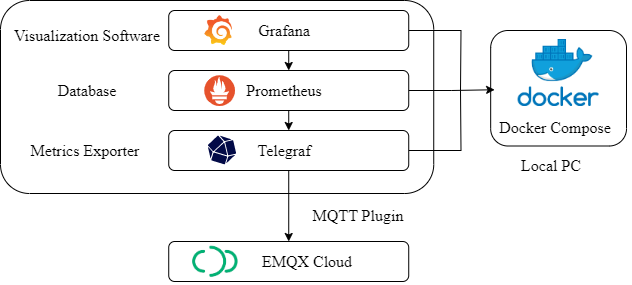 Visualization Software
Grafana
Database
Prometheus
Metrics Exporter
Telegraf
docker
Docker Compose
Local PC
MQTT Plugin
EMQX Cloud